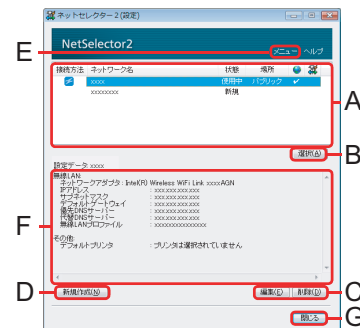 ネットセレクター2(設定)
NetSelector2
メニュー ヘルプ
E
接続方法 ネットワーク名 状態 場所
xxxx 使用中 パブリック
xxxxxxxx 新規
A
選択(A)
B
設定データ: xxxx
無線LAN
ネットワークアダプタ : Intel(R) Wireless WiFi Link xxxxAGN
IPアドレス : xxx.xxx.xxx.xxx
サブネットマスク : xxx.xxx.xxx.xxx
デフォルトゲートウェイ : xxx.xxx.xxx.xxx
優先DNSサーバー : xxx.xxx.xxx.xxx
代替DNSサーバー : xxx.xxx.xxx.xxx
無線LANプロファイル : xxxxxxxxxxxxxx
その他
デフォルトプリンタ : プリンタは選択されていません
F
D
新規作成(N) 編集(E) 削除(D)
C
閉じる
G